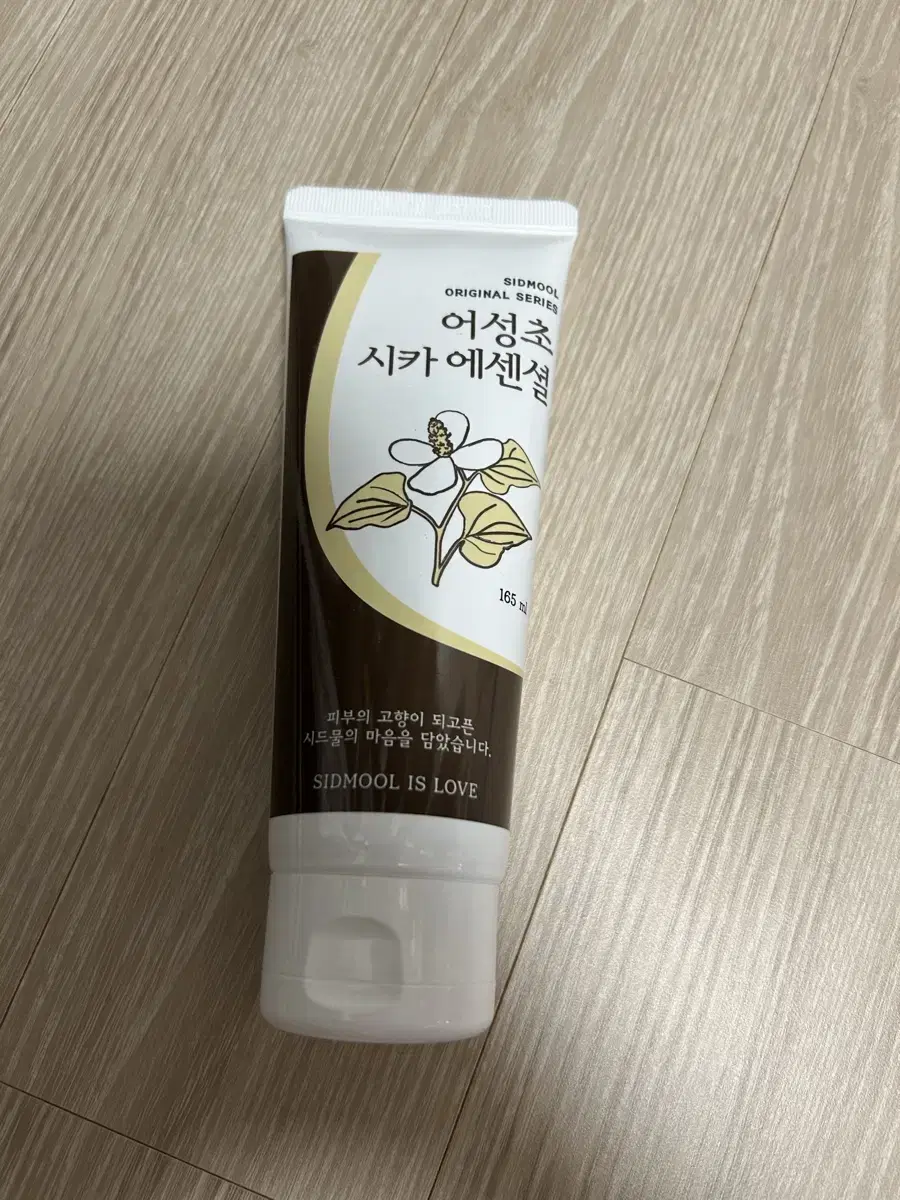 SIDMOOL
ORIGINAL SERIES
어성초
시카 에센셜
165 ml
피부의 고향이 되고픈
시드물의 마음을 담았습니다.
SIDMOOL IS LOVE